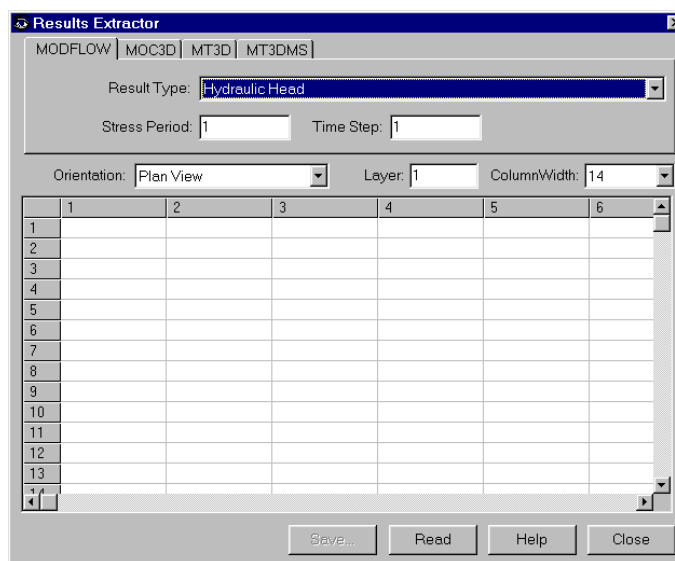 Results Extractor
MODFLOW MOC3D MT3D MT3DMS
Result Type: Hydraulic Head
Stress Period: 1 Time Step: 1
Orientation: Plan View Layer: 1 ColumnWidth: 14
1 2 3 4 5 6
1
2
3
4
5
6
7
8
9
10
11
12
13
14
Save... Read Help Close